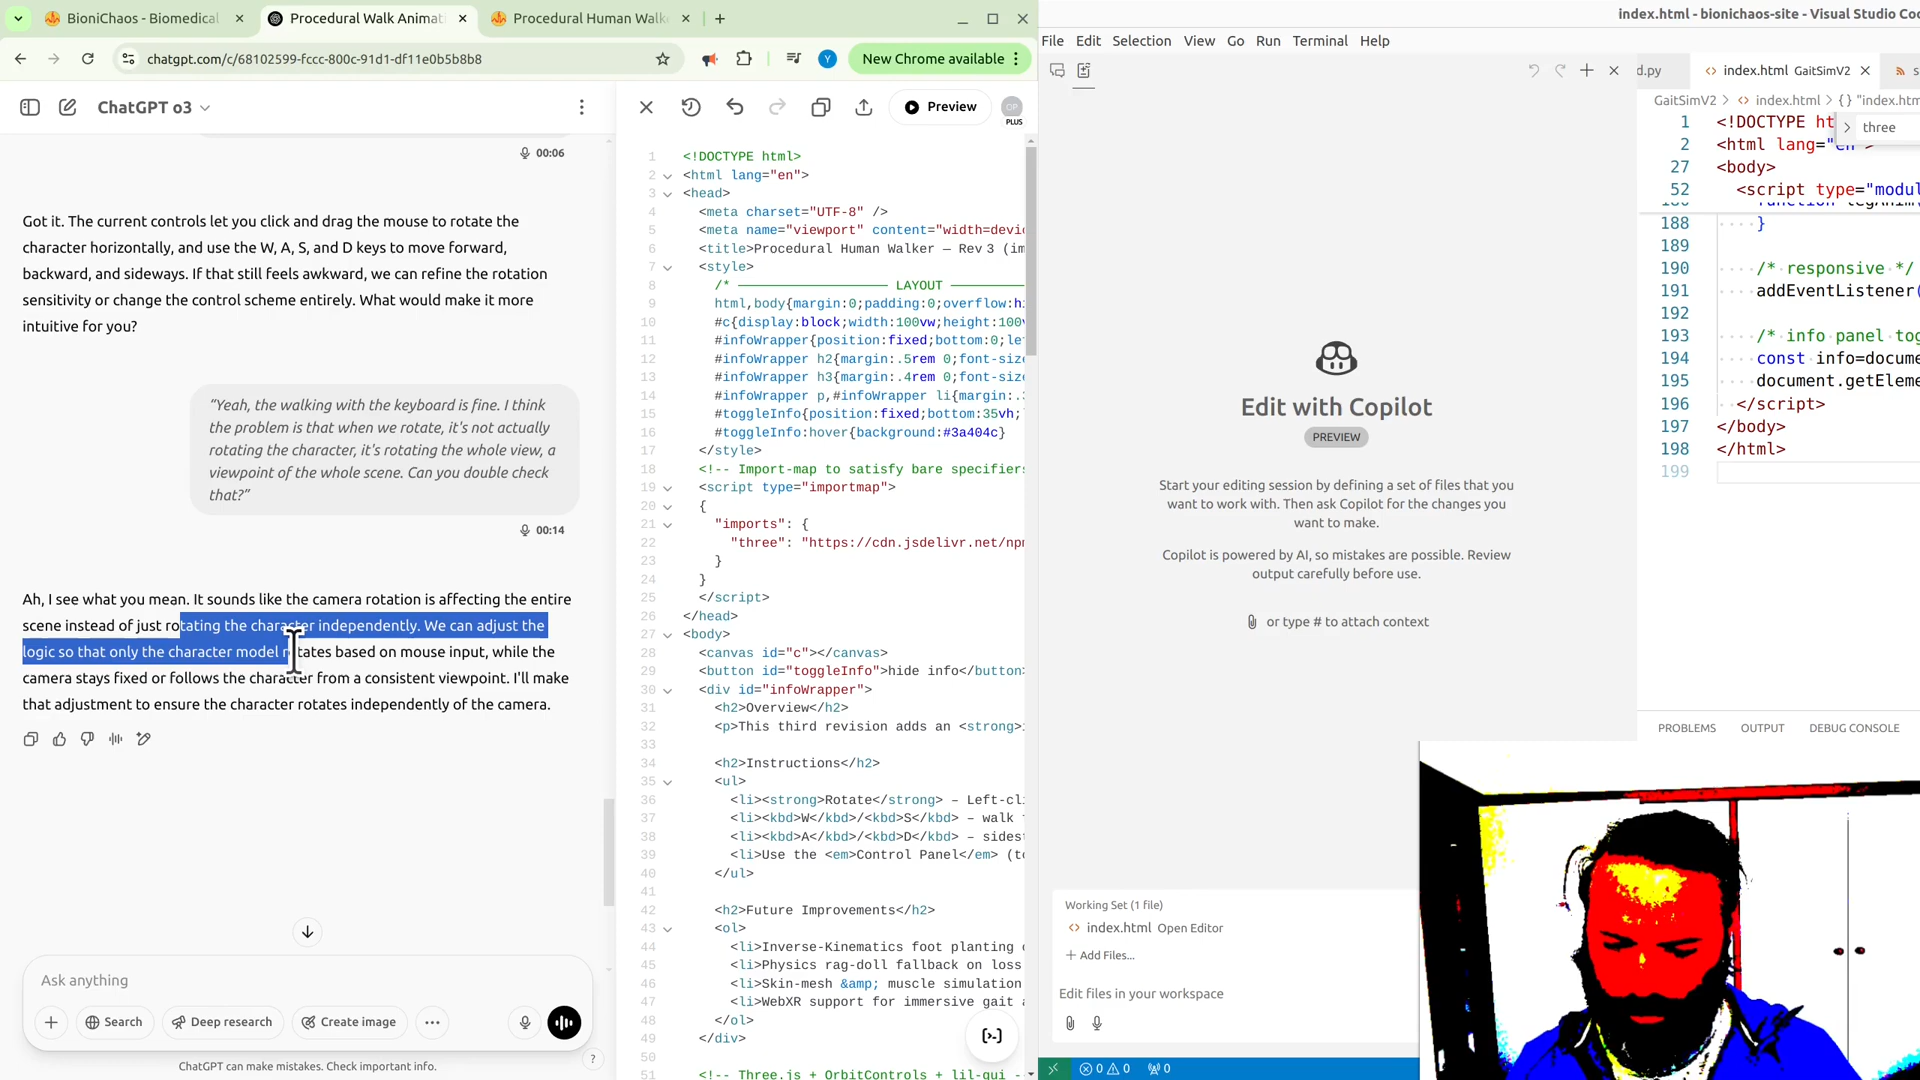 BioniChaos - Biomedical
Procedural Walk Animati
Procedural Human Walk
chatgpt.com/c/68102599-fccc-800c-91d1-df11e0b5b8b8
Y
New Chrome available
ChatGPT o3
Preview
OP
PLUS
00:06
Got it. The current controls let you click and drag the mouse to rotate the
character horizontally, and use the W, A, S, and D keys to move forward,
backward, and sideways. If that still feels awkward, we can refine the rotation
sensitivity or change the control scheme entirely. What would make it more
intuitive for you?
"Yeah, the walking with the keyboard is fine. I think
the problem is that when we rotate, it's not actually
rotating the character, it's rotating the whole view, a
viewpoint of the whole scene. Can you double check
that?"
00:14
Ah, I see what you mean. It sounds like the camera rotation is affecting the entire
scene instead of just rotating the character independently. We can adjust the
logic so that only the character model rotates based on mouse input, while the
camera stays fixed or follows the character from a consistent viewpoint. I'll make
that adjustment to ensure the character rotates independently of the camera.
Ask anything
Search
Deep research
Create image
ChatGPT can make mistakes. Check important info.
?
1 <!DOCTYPE html>
2 <html lang="en">
3 <head>
4 <meta charset="UTF-8" />
5 <meta name="viewport" content="width=devic
6 <title>Procedural Human Walker – Rev 3 (im
7 <style>
8 /* ——————————— LAYOUT ———————
9 html,body{margin:0;padding:0;overflow:hi
10 #c{display:block;width:100vw;height:100v
11 #infoWrapper{position:fixed;bottom:0;le
12 #infoWrapper h2{margin:.5rem 0;font-size
13 #infoWrapper h3{margin:.4rem 0;font-size
14 #infoWrapper p,#infoWrapper li{margin:.
15 #toggleInfo{position:fixed;bottom:35vh;
16 #toggleInfo:hover{background:#3a404c}
17 </style>
18 <!-- Import-map to satisfy bare specifiers
19 <script type="importmap">
20 {
21 "imports": {
22 "three": "https://cdn.jsdelivr.net/npm
23 }
24 }
25 </script>
26 </head>
27 <body>
28 <canvas id="c"></canvas>
29 <button id="toggleInfo">hide info</button>
30 <div id="infoWrapper">
31 <h2>Overview</h2>
32 <p>This third revision adds an <strong>i
33
34 <h2>Instructions</h2>
35 <ul>
36 <li><strong>Rotate</strong> – Left-cli
37 <li><kbd>W</kbd>/<kbd>S</kbd> – walk
38 <li><kbd>A</kbd>/<kbd>D</kbd> – sidest
39 <li>Use the <em>Control Panel</em> (to
40 </ul>
41
42 <h2>Future Improvements</h2>
43 <ol>
44 <li>Inverse-Kinematics foot planting
45 <li>Physics rag-doll fallback on loss
46 <li>Skin-mesh &amp; muscle simulation
47 <li>WebXR support for immersive gait a
48 </ol>
49 </div>
50
51 <!-- Three.js + OrbitControls + lil-gui --
index.html - bionichaos-site - Visual Studio Coo
File Edit Selection View Go Run Terminal Help
d.py
index.html GaitSimV2
GaitSimV2 > index.html > {} "index.htm
three
1 <!DOCTYPE ht
2 <html lang="en">
27 <body>
52 <script type="modul
188 }
189
190 /* responsive */
191 addEventListener(
192
193 /* info panel tog
194 const info=docume
195 document.getEleme
196 </script>
197 </body>
198 </html>
199
Edit with Copilot
PREVIEW
Start your editing session by defining a set of files that you
want to work with. Then ask Copilot for the changes you
want to make.
Copilot is powered by AI, so mistakes are possible. Review
output carefully before use.
or type # to attach context
PROBLEMS OUTPUT DEBUG CONSOLE
Working Set (1 file)
index.html Open Editor
+ Add Files...
Edit files in your workspace
0 0 0